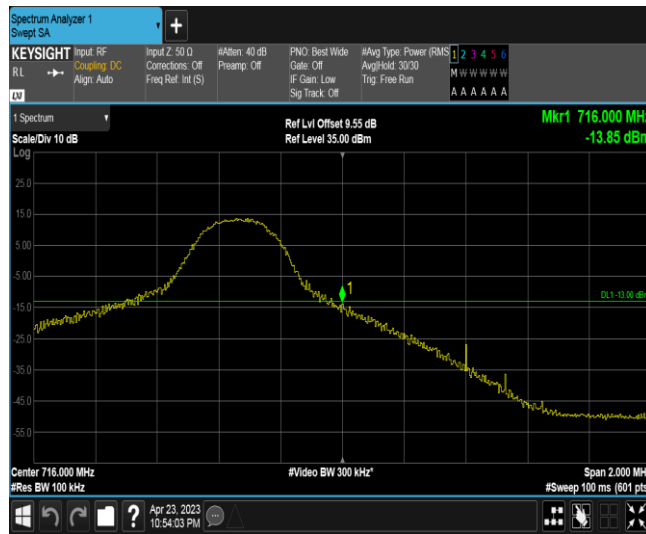 Spectrum Analyzer 1
Swept SA
KEYSIGHT
RL
LXI
Input: RF
Coupling: DC
Align: Auto
Input Z: 50 Ω
Corrections: Off
Freq Ref: Int (S)
#Atten: 40 dB
Preamp: Off
PNO: Best Wide
Gate: Off
IF Gain: Low
Sig Track: Off
#Avg Type: Power (RMS
Avg|Hold: 30/30
Trig: Free Run
1 2 3 4 5 6
M W W W W W
A A A A A A
1 Spectrum
Scale/Div 10 dB
Log
Ref Lvl Offset 9.55 dB
Ref Level 35.00 dBm
Mkr1 716.000 MHz
-13.85 dBm
25.0
15.0
5.00
-5.00
-15.0
-25.0
-35.0
-45.0
-55.0
1
DL1 -13.00 dBm
Center 716.000 MHz
#Res BW 100 kHz
#Video BW 300 kHz*
Span 2.000 MH
#Sweep 100 ms (601 pts
?
Apr 23, 2023
10:54:03 PM